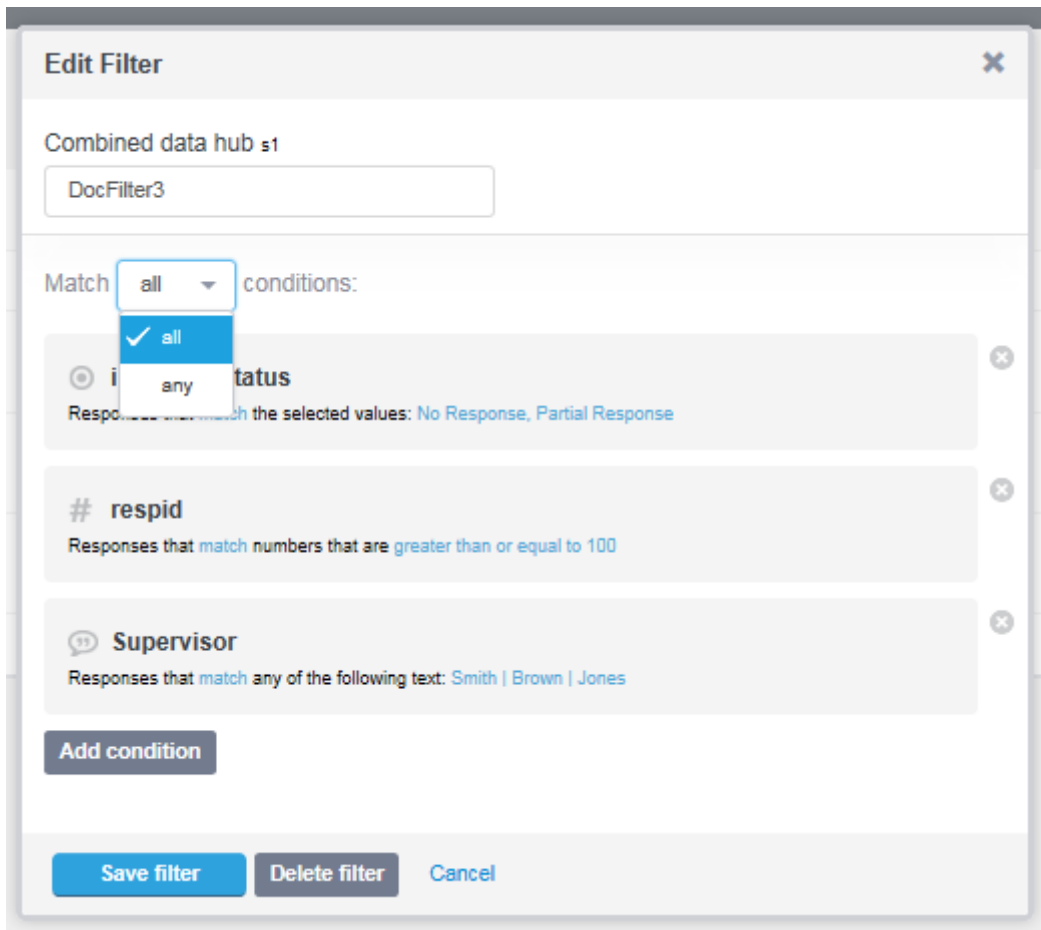 Edit Filter
Combined data hub s1
DocFilter3
Match all conditions:
all
any
tatus
Responses that match the selected values: No Response, Partial Response
# respid
Responses that match numbers that are greater than or equal to 100
Supervisor
Responses that match any of the following text: Smith | Brown | Jones
Add condition
Save filter Delete filter Cancel